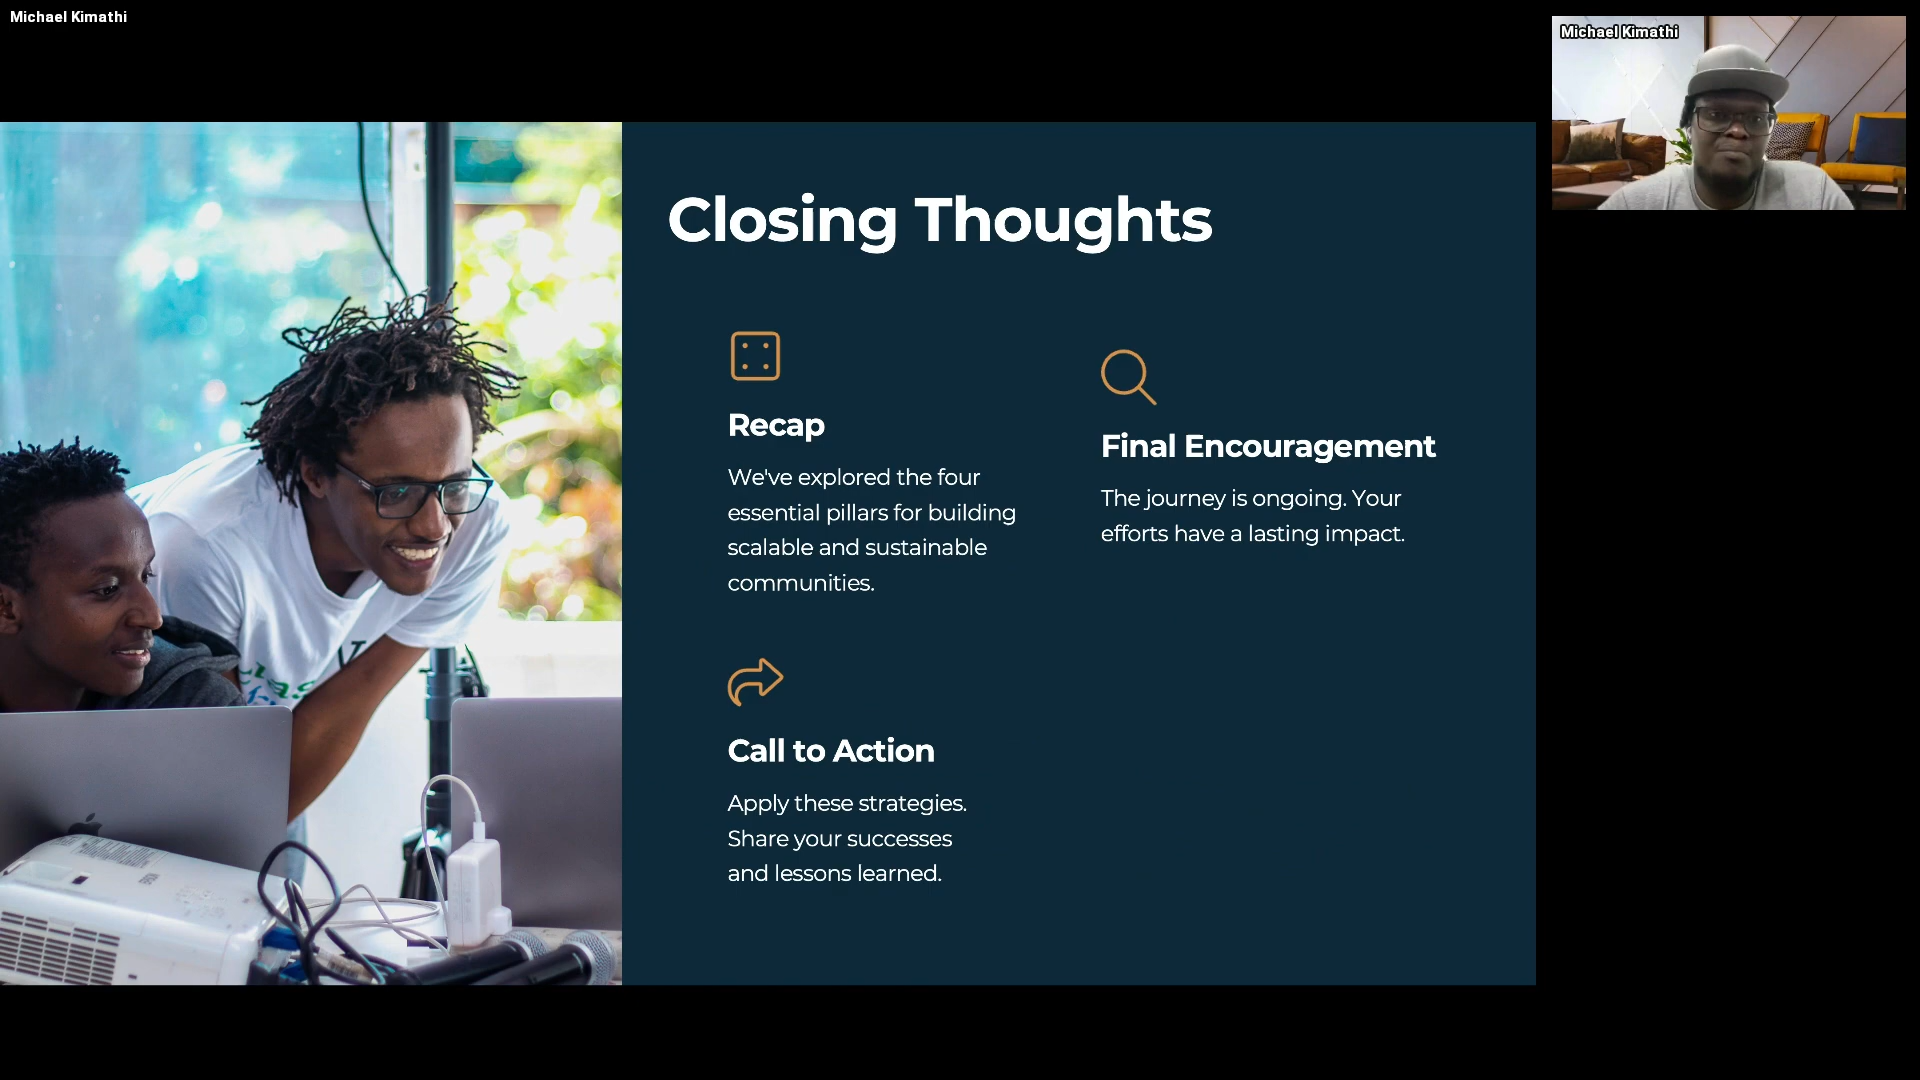 Michael Kimathi
Michael Kimathi
Closing Thoughts
Recap
We've explored the four
essential pillars for building
scalable and sustainable
communities.
Final Encouragement
The journey is ongoing. Your
efforts have a lasting impact.
Call to Action
Apply these strategies.
Share your successes
and lessons learned.